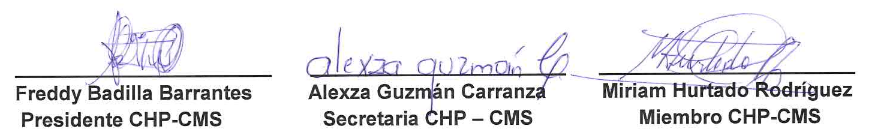 alexza guzmán
Freddy Badilla Barrantes Alexza Guzmán Carranza Miriam Hurtado Rodríguez
Presidente CHP-CMS Secretaria CHP – CMS Miembro CHP-CMS